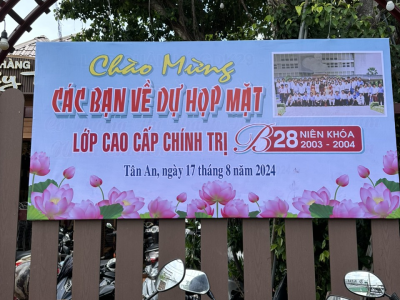 HÀNG
Chào Mừng
CÁC BẠN VỀ DỰ HỌP MẶT
LỚP CAO CẤP CHÍNH TRỊ B28 NIÊN KHÓA
2003 - 2004
Tân An, ngày 17 tháng 8 năm 2024